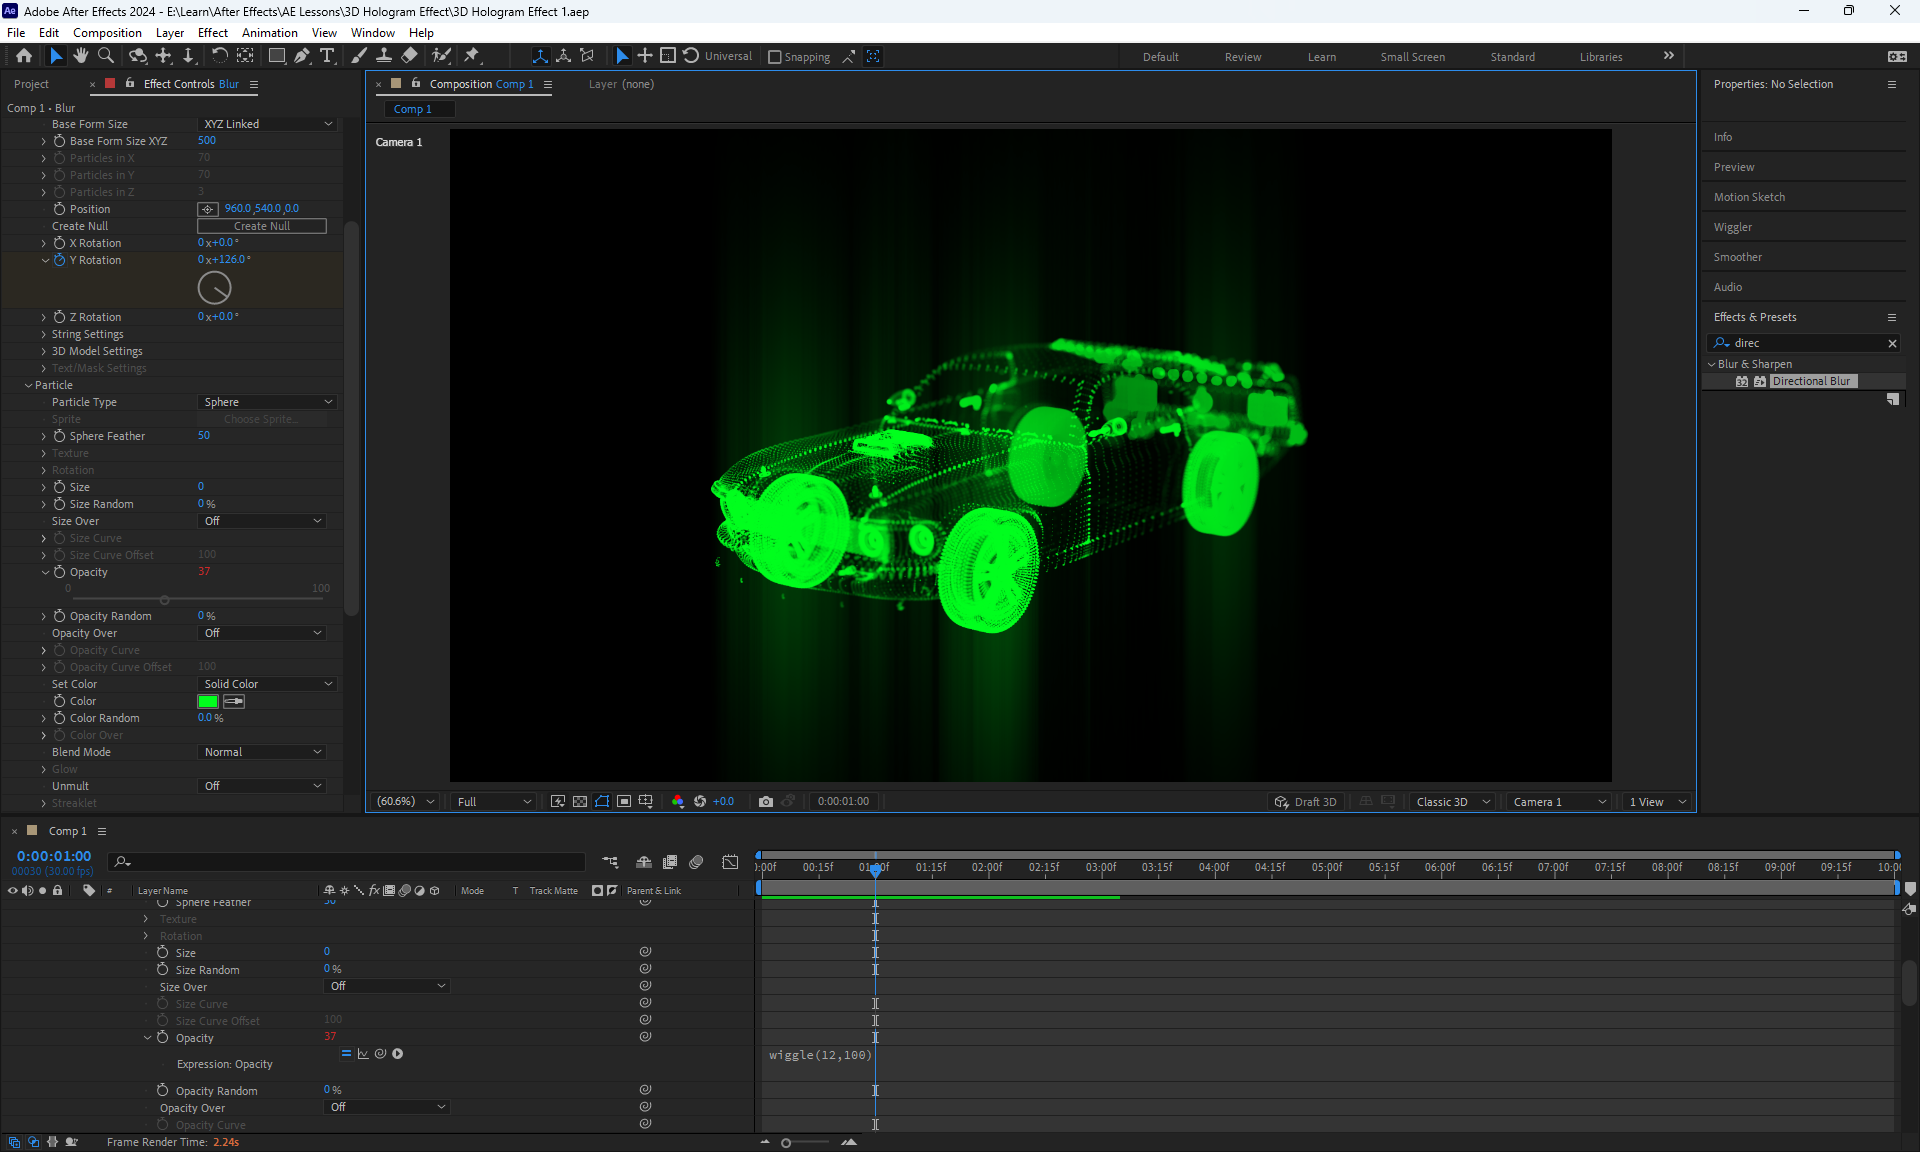 Ae Adobe After Effects 2024 - E:\Learn\After Effects\AE Lessons\3D Hologram Effect\3D Hologram Effect 1.aep
File Edit Composition Layer Effect Animation View Window Help
Universal Snapping Default Review Learn Small Screen Standard Libraries
Project Effect Controls Blur
Comp 1 • Blur
Base Form Size XYZ Linked
Base Form Size XYZ 500
Particles in X 70
Particles in Y 70
Particles in Z 3
Position 960.0,540.0,0.0
Create Null Create Null
X Rotation 0x+0.0°
Y Rotation 0x+126.0°
Z Rotation 0x+0.0°
String Settings
3D Model Settings
Text/Mask Settings
Particle
Particle Type Sphere
Sprite Choose Sprite...
Sphere Feather 50
Texture
Rotation
Size 0
Size Random 0%
Size Over Off
Size Curve
Size Curve Offset 100
Opacity 37
0 100
Opacity Random 0%
Opacity Over Off
Opacity Curve
Opacity Curve Offset 100
Set Color Solid Color
Color
Color Random 0.0%
Color Over
Blend Mode Normal
Glow
Unmult Off
Streaklet
Composition Comp 1 Layer (none)
Comp 1
Camera 1
(60.6%) Full +0.0 0:00:01:00 Draft 3D Classic 3D Camera 1 1 View
Properties: No Selection
Info
Preview
Motion Sketch
Wiggler
Smoother
Audio
Effects & Presets
direc
Blur & Sharpen
32 Directional Blur
Comp 1
0:00:01:00
00030 (30.00 fps)
:00f 00:15f 01:00f 01:15f 02:00f 02:15f 03:00f 03:15f 04:00f 04:15f 05:00f 05:15f 06:00f 06:15f 07:00f 07:15f 08:00f 08:15f 09:00f 09:15f 10:00
# Layer Name fx Mode T Track Matte Parent & Link
Sphere Feather 50
Texture
Rotation
Size 0
Size Random 0%
Size Over Off
Size Curve
Size Curve Offset 100
Opacity 37
Expression: Opacity wiggle(12,100)
Opacity Random 0%
Opacity Over Off
Opacity Curve
Frame Render Time: 2.24s